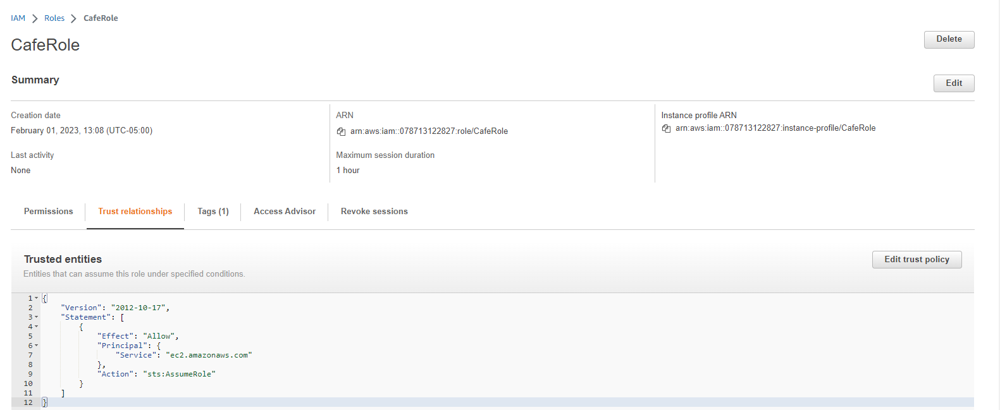 IAM > Roles > CafeRole
CafeRole
Delete
Summary
Edit
Creation date
February 01, 2023, 13:08 (UTC-05:00)
Last activity
None
ARN
arn:aws:iam::078713122827:role/CafeRole
Maximum session duration
1 hour
Instance profile ARN
arn:aws:iam::078713122827:instance-profile/CafeRole
Permissions
Trust relationships
Tags (1)
Access Advisor
Revoke sessions
Trusted entities
Edit trust policy
Entities that can assume this role under specified conditions.
1 {
2     "Version": "2012-10-17",
3     "Statement": [
4         {
5             "Effect": "Allow",
6             "Principal": {
7                 "Service": "ec2.amazonaws.com"
8             },
9             "Action": "sts:AssumeRole"
10         }
11     ]
12 }